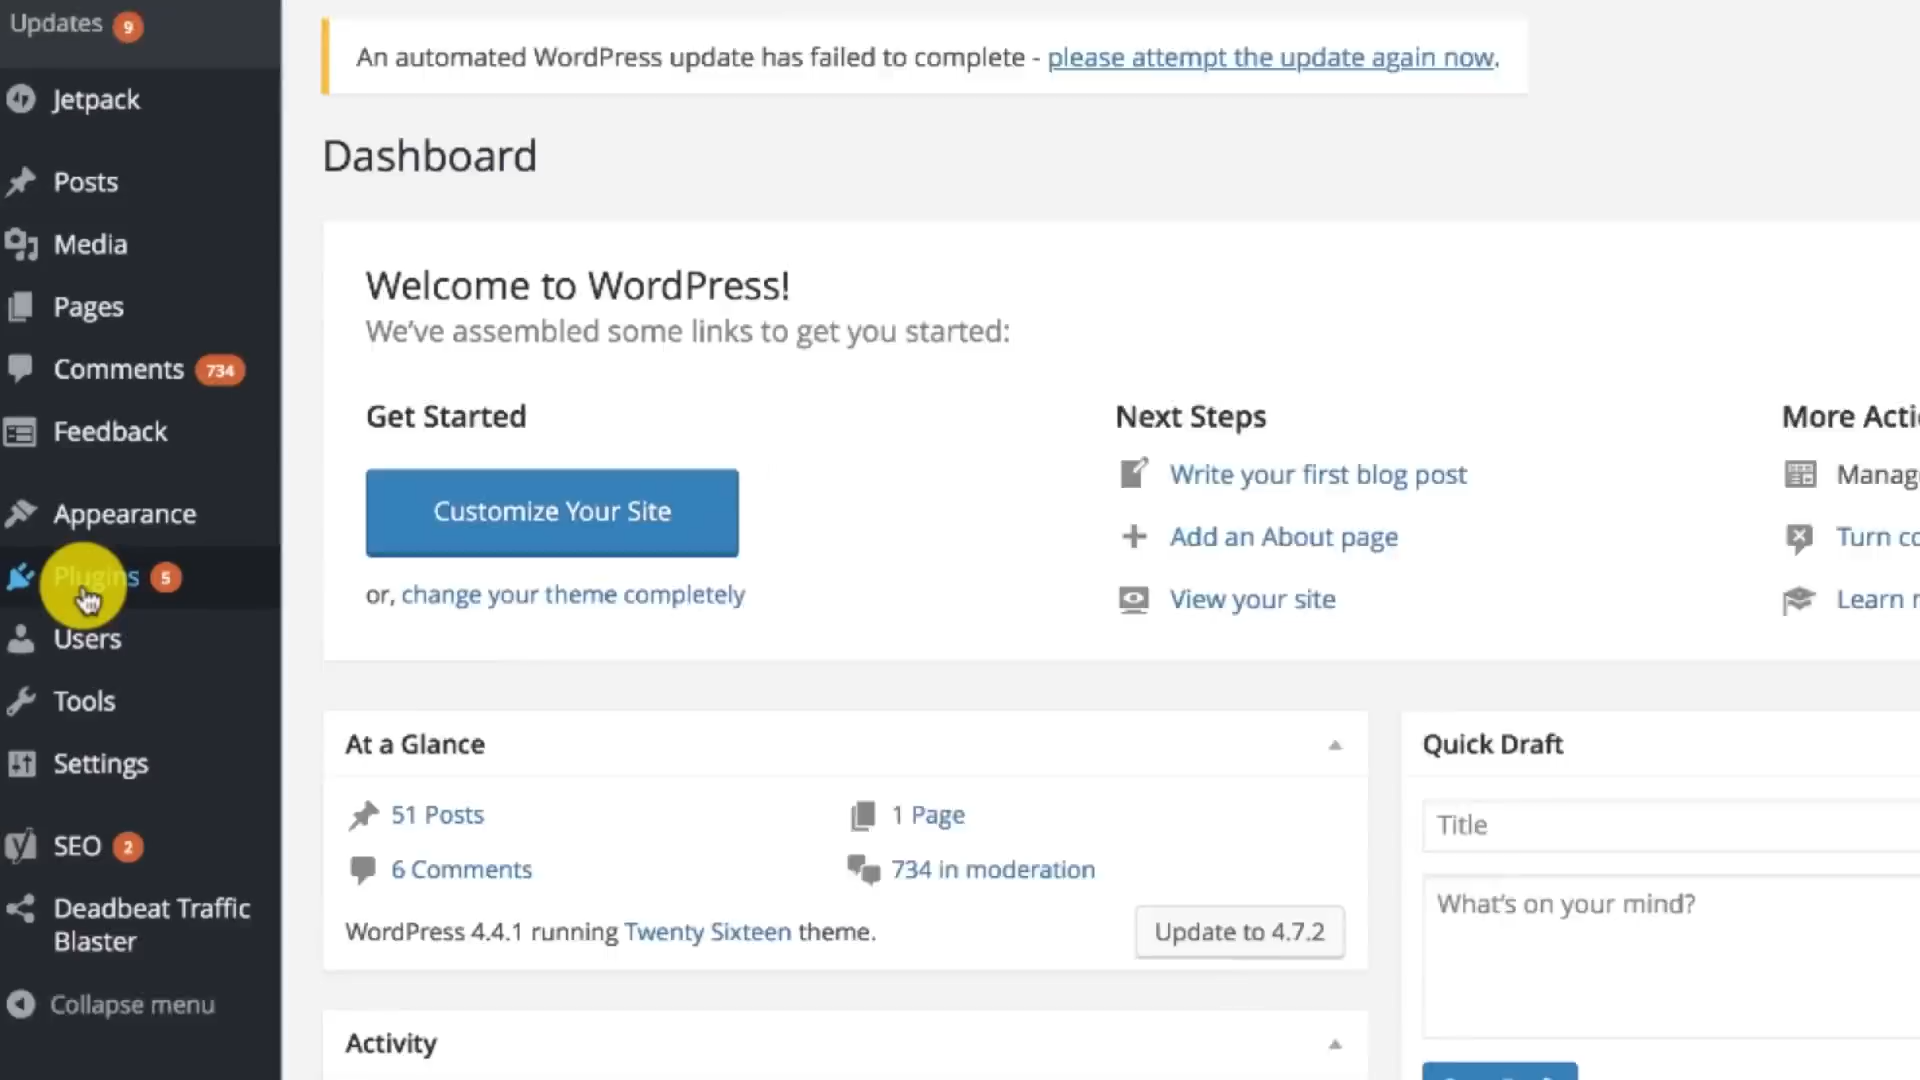 Updates 9
Jetpack
Posts
Media
Pages
Comments 734
Feedback
Appearance
Plugins 5
Users
Tools
Settings
SEO 2
Deadbeat Traffic
Blaster
Collapse menu
An automated WordPress update has failed to complete - please attempt the update again now.
Dashboard
Welcome to WordPress!
We've assembled some links to get you started:
Get Started
Customize Your Site
or, change your theme completely
Next Steps
Write your first blog post
Add an About page
View your site
More Acti
Manag
Turn co
Learn
At a Glance
51 Posts
1 Page
6 Comments
734 in moderation
WordPress 4.4.1 running Twenty Sixteen theme.
Update to 4.7.2
Activity
Quick Draft
Title
What's on your mind?